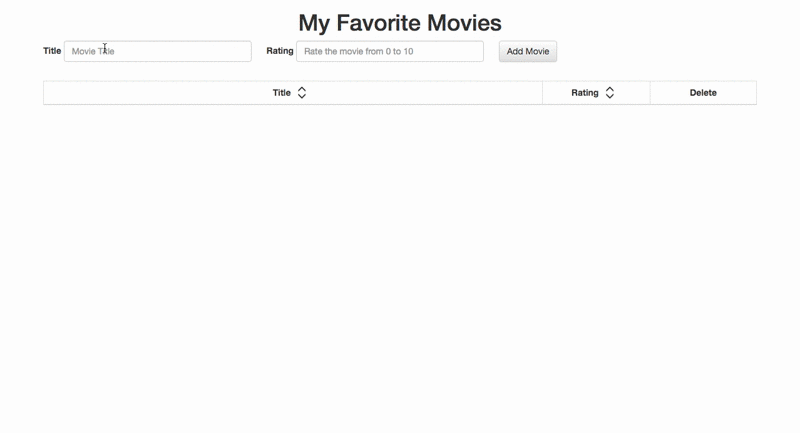 My Favorite Movies
Title Movie Title Rating Rate the movie from 0 to 10 Add Movie
Title Rating Delete